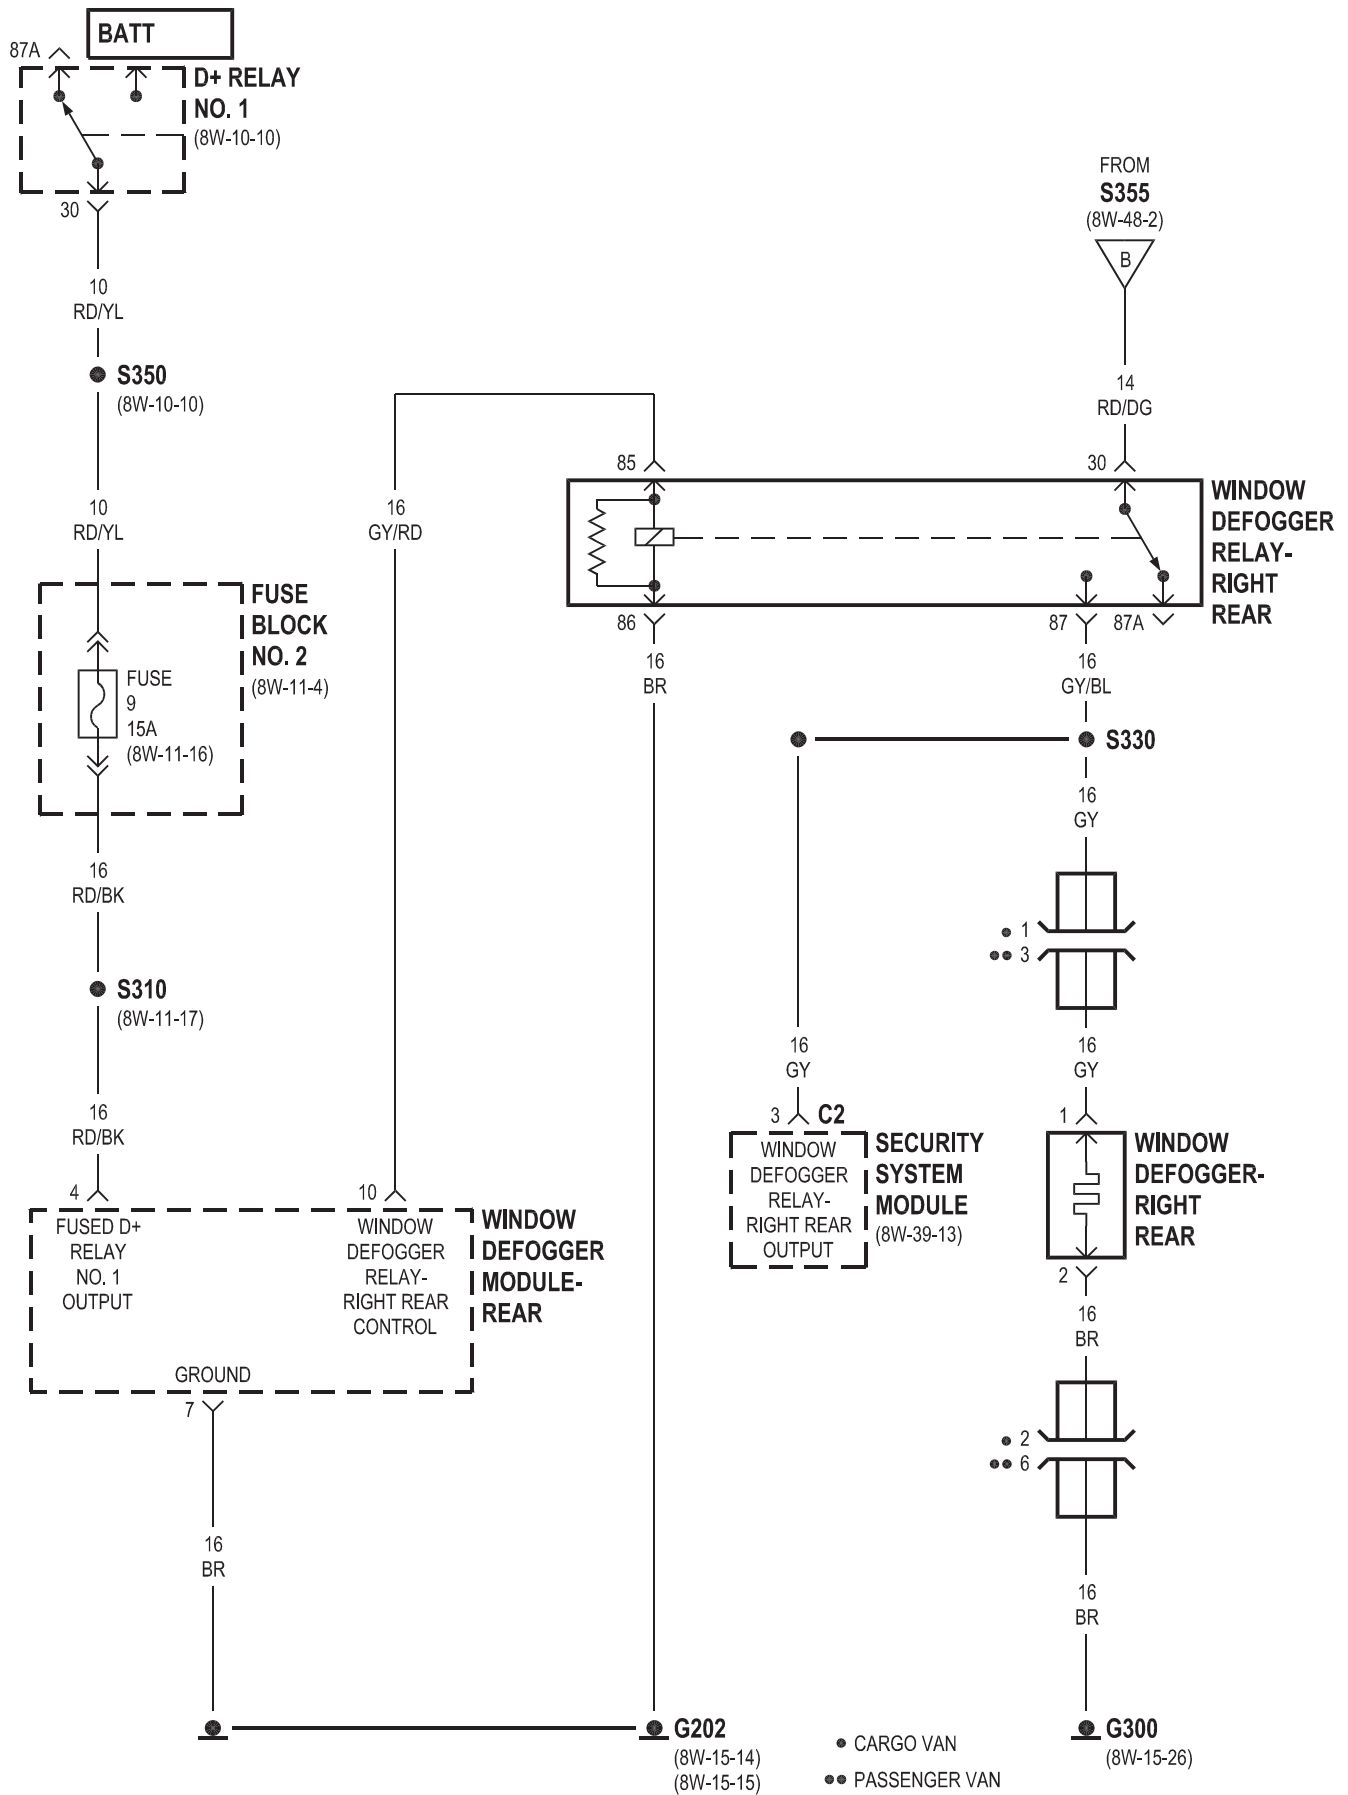 BATT
87A
D+ RELAY
NO. 1
(8W-10-10)
30
10
RD/YL
S350
(8W-10-10)
10
RD/YL
FUSE
BLOCK
NO. 2
(8W-11-4)
FUSE
9
15A
(8W-11-16)
16
RD/BK
S310
(8W-11-17)
16
RD/BK
4
FUSED D+
RELAY
NO. 1
OUTPUT
10
WINDOW
DEFOGGER
RELAY-
RIGHT REAR
CONTROL
WINDOW
DEFOGGER
MODULE-
REAR
GROUND
7
16
BR
16
GY/RD
FROM
S355
(8W-48-2)
B
14
RD/DG
85
30
WINDOW
DEFOGGER
RELAY-
RIGHT
REAR
86
87
87A
16
BR
16
GY/BL
S330
16
GY
1
3
16
GY
16
GY
3
C2
WINDOW
DEFOGGER
RELAY-
RIGHT REAR
OUTPUT
SECURITY
SYSTEM
MODULE
(8W-39-13)
1
WINDOW
DEFOGGER-
RIGHT
REAR
2
16
BR
2
6
16
BR
G202
(8W-15-14)
(8W-15-15)
G300
(8W-15-26)
CARGO VAN
PASSENGER VAN